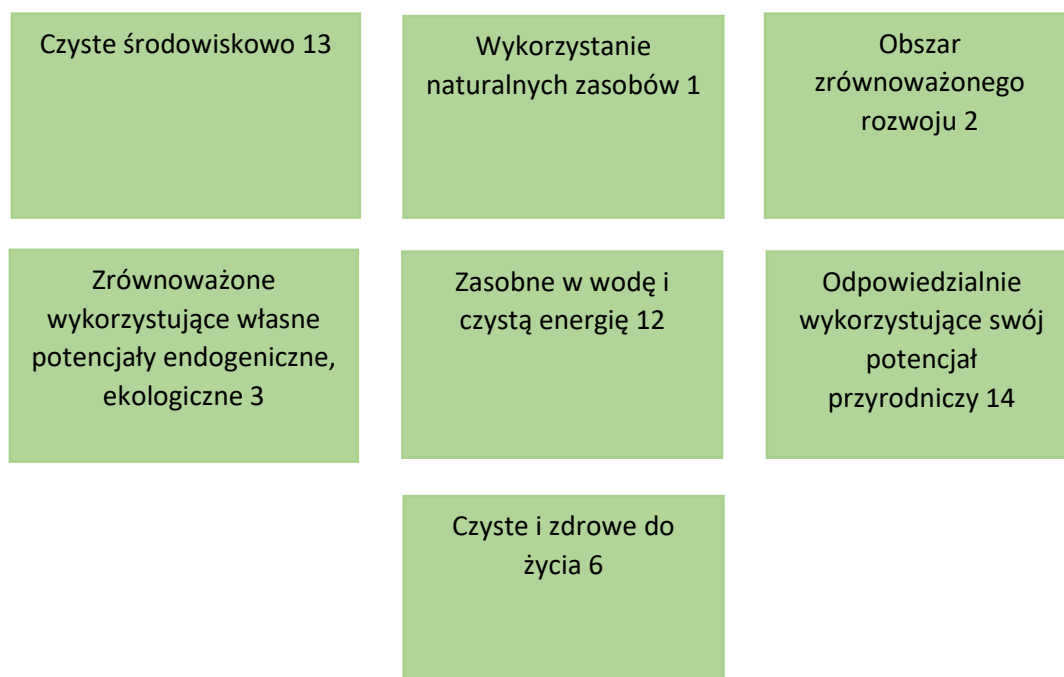 Czyste środowiskowo 13
Wykorzystanie
naturalnych zasobów 1
Obszar
zrównoważonego
rozwoju 2
Zrównoważone
wykorzystujące własne
potencjały endogeniczne,
ekologiczne 3
Zasobne w wodę i
czystą energię 12
Odpowiedzialnie
wykorzystujące swój
potencjał
przyrodniczy 14
Czyste i zdrowe do
życia 6